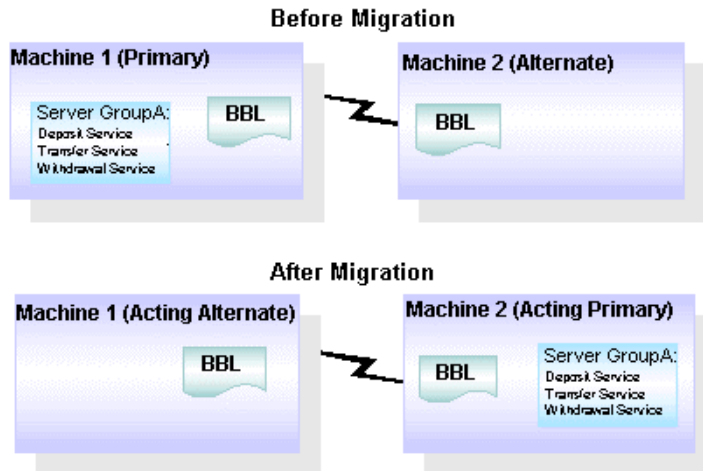 Before Migration
Machine 1 (Primary)
Server GroupA:
Deposit Service
Transfer Service
Withdrawal Service
BBL
Machine 2 (Alternate)
BBL
After Migration
Machine 1 (Acting Alternate)
BBL
Machine 2 (Acting Primary)
BBL
Server GroupA:
Deposit Service
Transfer Service
Withdrawal Service